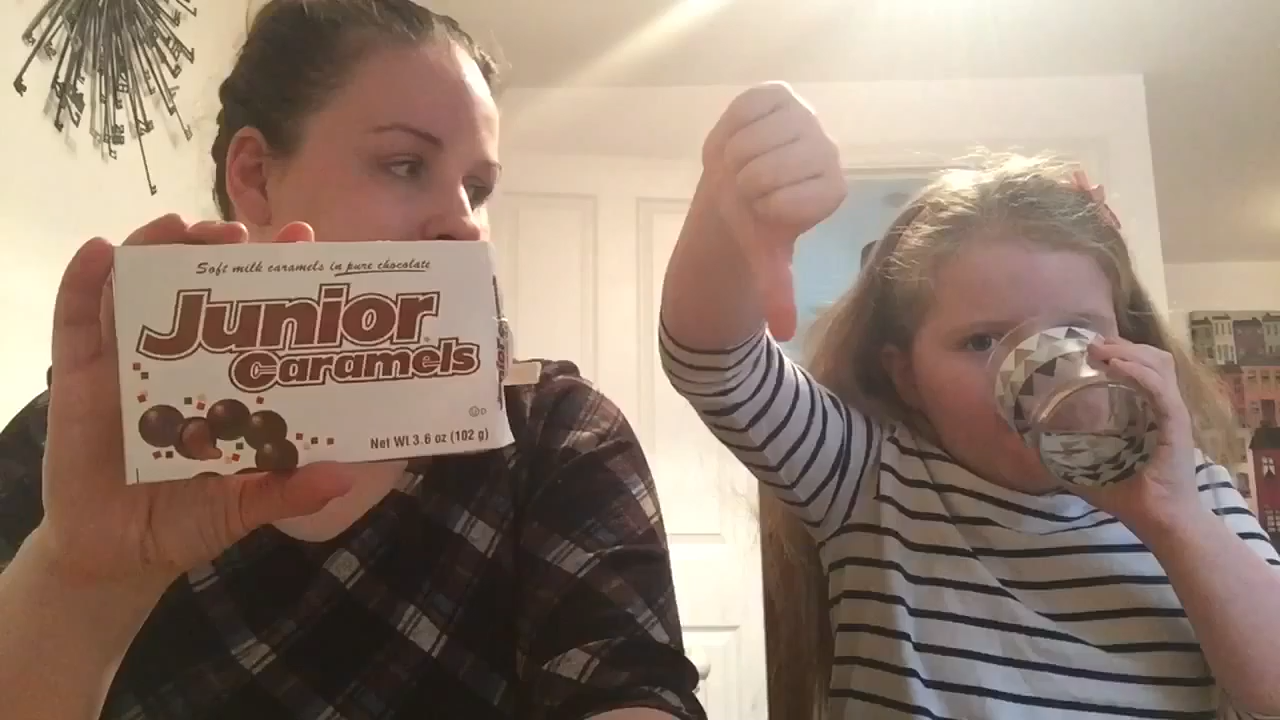 Soft milk caramels in pure chocolate
Junior
Caramels
Net Wt. 3.6 oz (102 g)